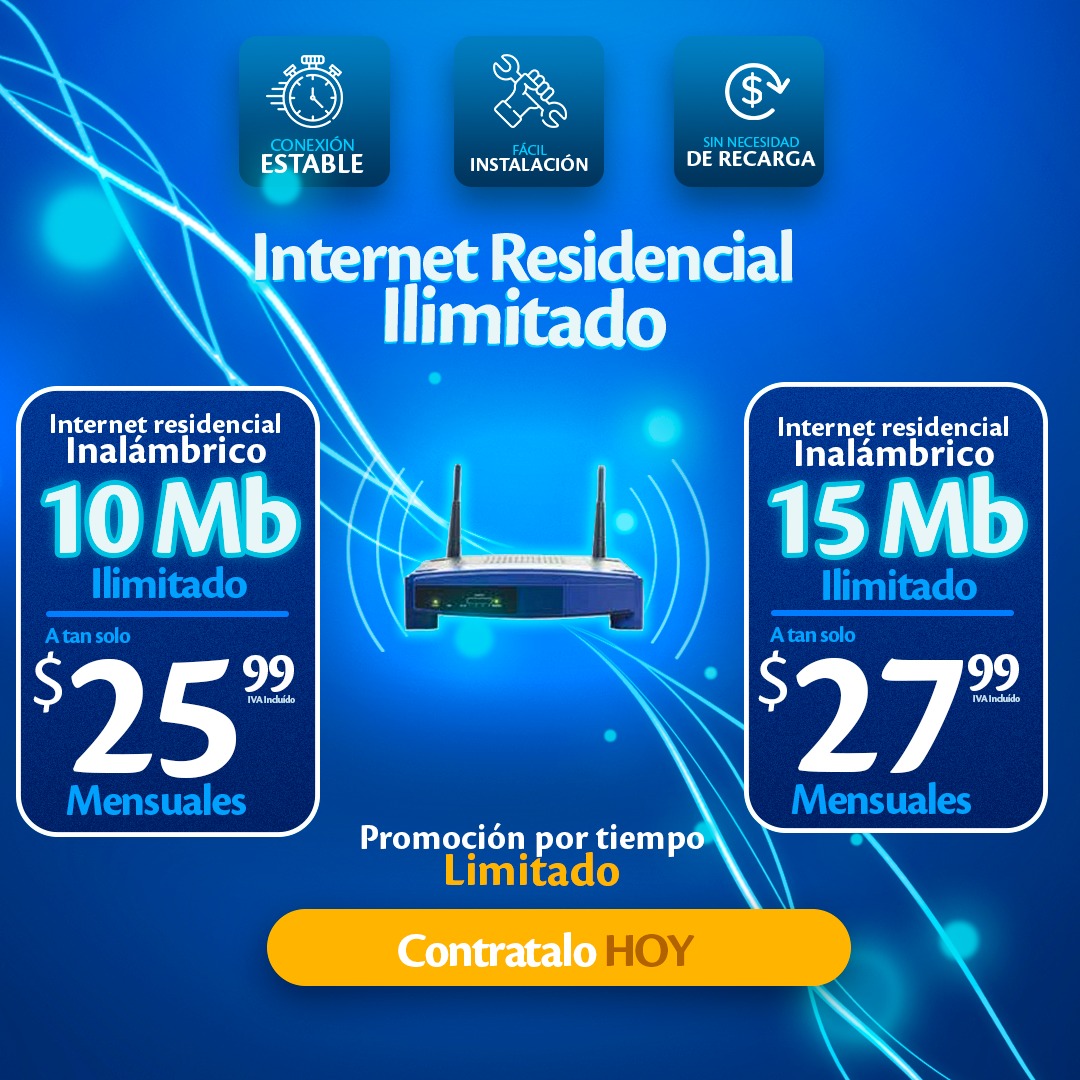 CONEXIÓN
ESTABLE
FÁCIL
INSTALACIÓN
SIN NECESIDAD
DE RECARGA
Internet Residencial
Ilimitado
Internet residencial
Inalámbrico
10 Mb
Ilimitado
A tan solo
$25 99
IVA Incluído
Mensuales
Internet residencial
Inalámbrico
15 Mb
Ilimitado
A tan solo
$27 99
IVA Incluído
Mensuales
Promoción por tiempo
Limitado
Contratalo HOY